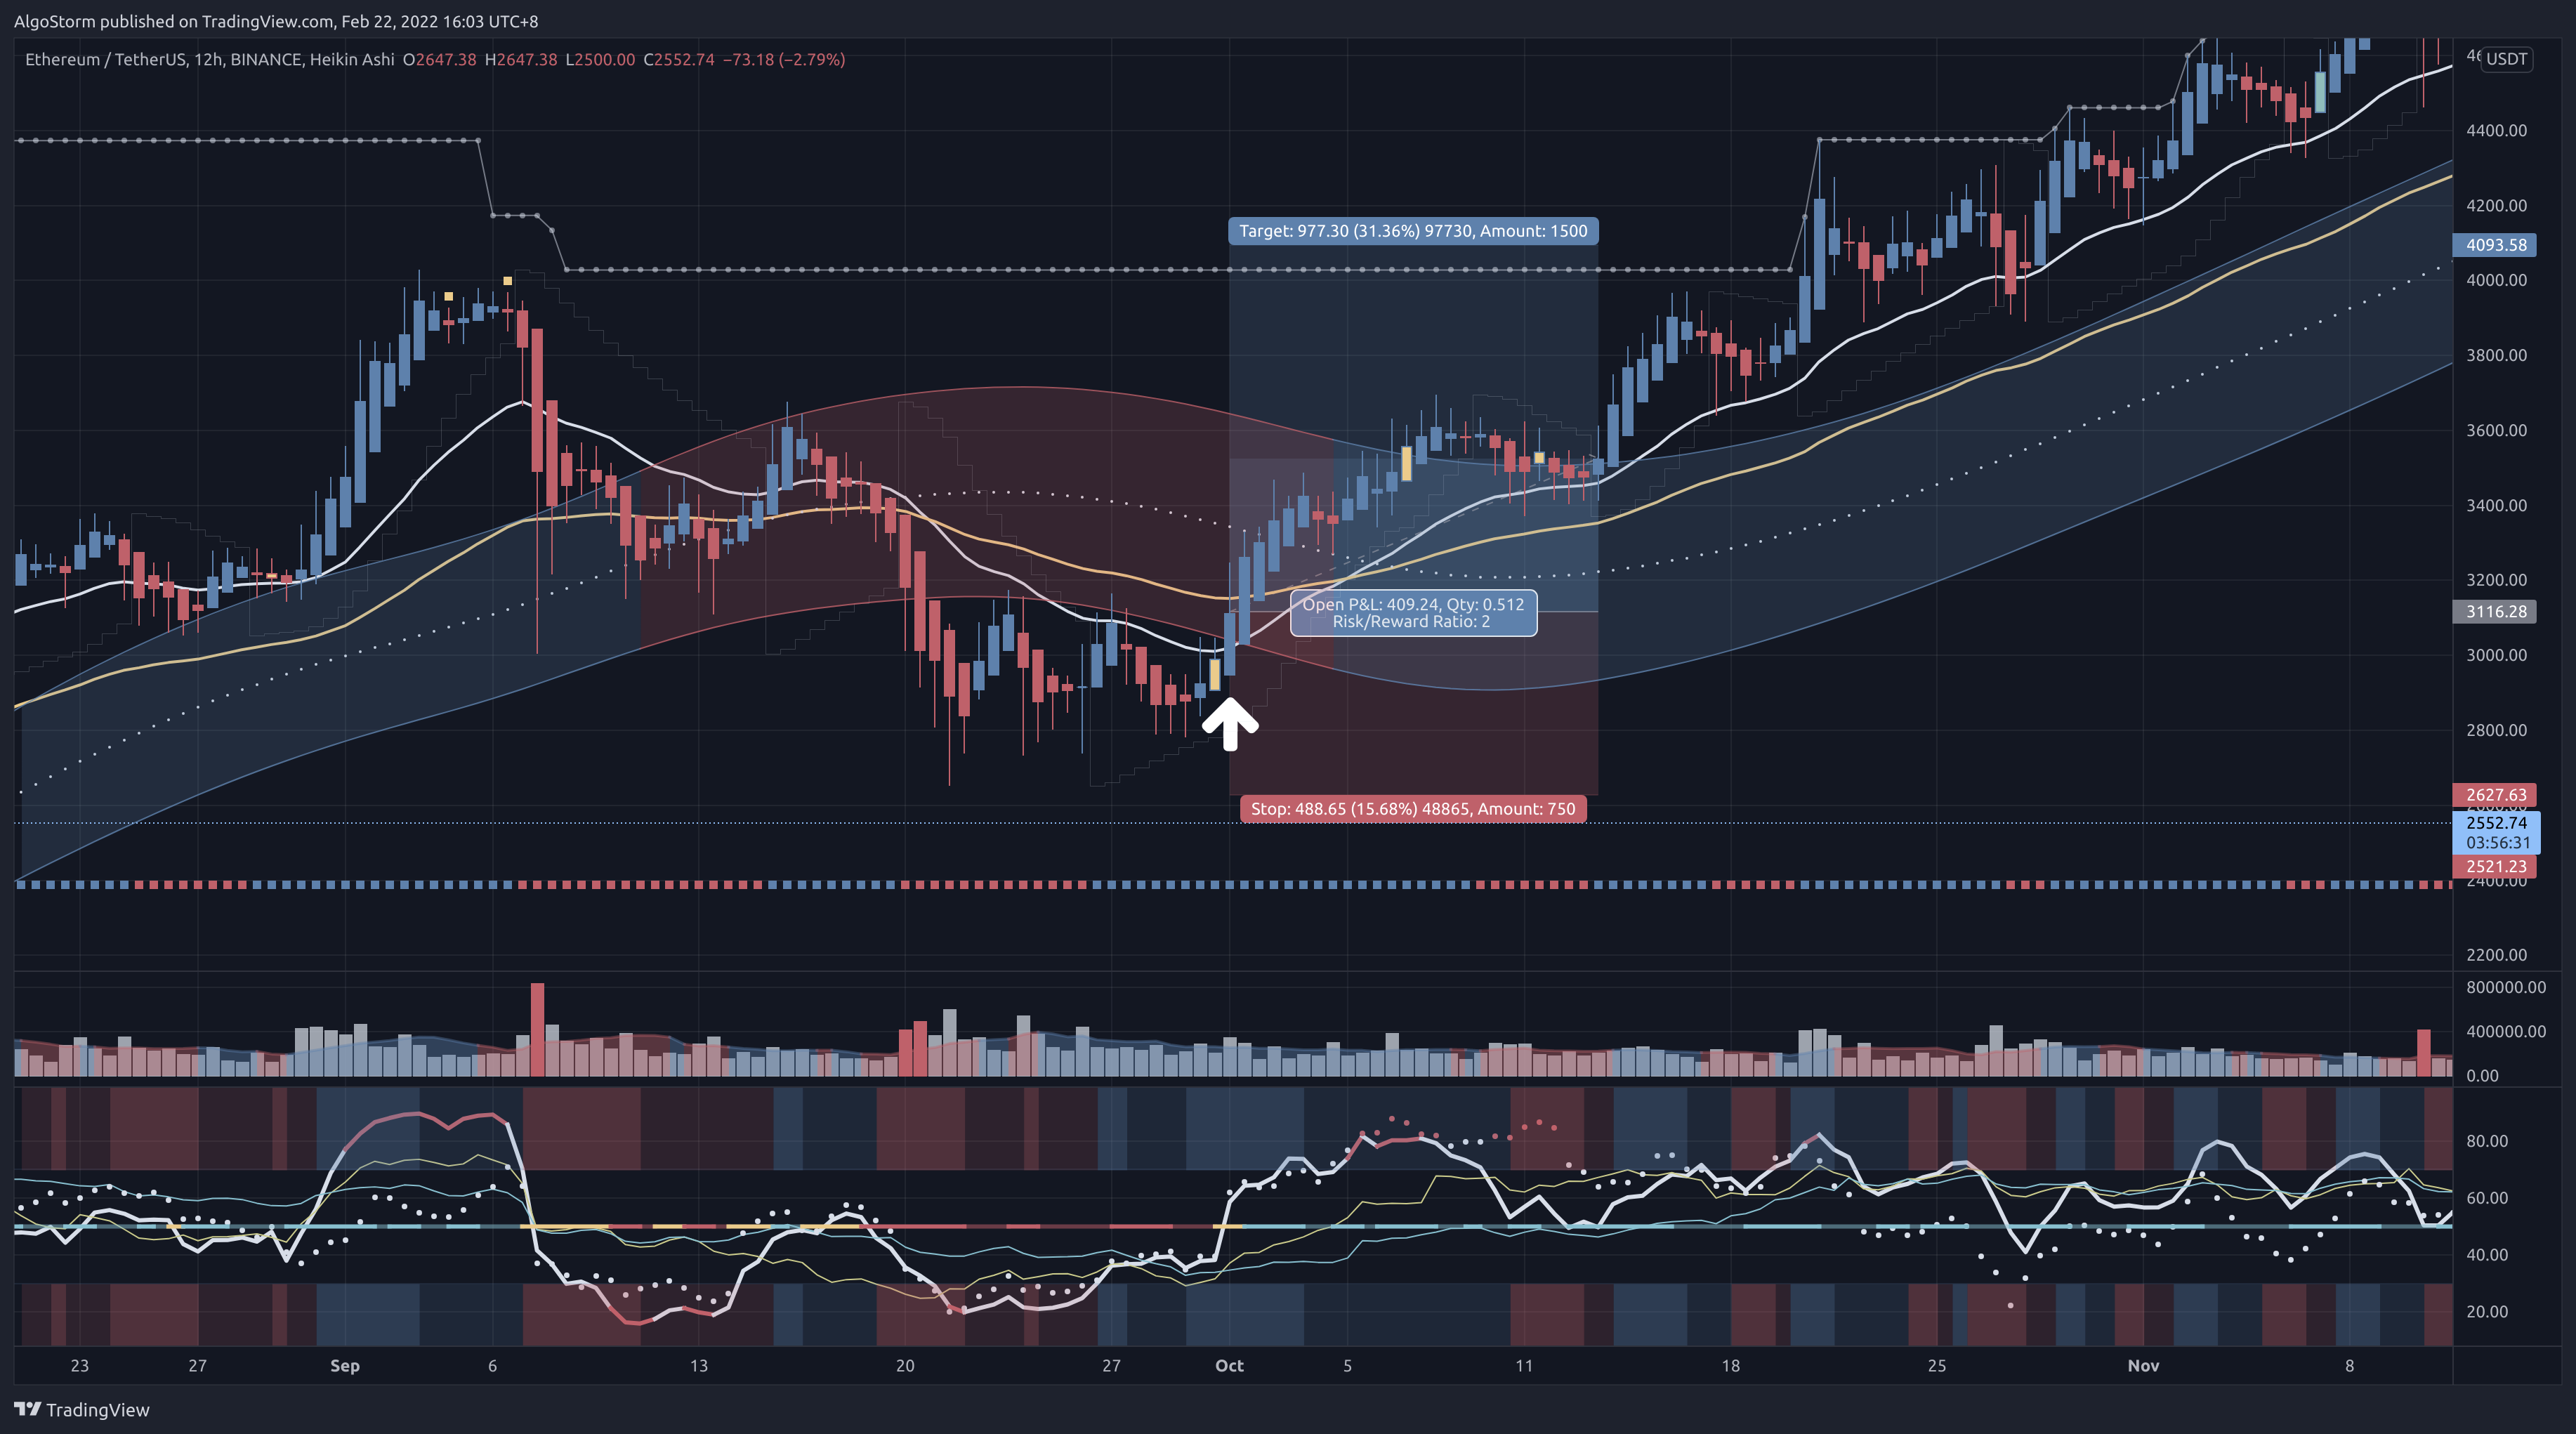 AlgoStorm published on TradingView.com, Feb 22, 2022 16:03 UTC+8
Ethereum / TetherUS, 12h, BINANCE, Heikin Ashi O2647.38 H2647.38 L2500.00 C2552.74 −73.18 (−2.79%)
USDT
4400.00
4200.00
Target: 977.30 (31.36%) 97730, Amount: 1500
4093.58
4000.00
3800.00
3600.00
3400.00
3200.00
Open P&L: 409.24, Qty: 0.512
Risk/Reward Ratio: 2
3116.28
3000.00
2800.00
2627.63
Stop: 488.65 (15.68%) 48865, Amount: 750
2552.74
03:56:31
2521.23
2400.00
2200.00
800000.00
400000.00
0.00
80.00
60.00
40.00
20.00
23 27 Sep 6 13 20 27 Oct 5 11 18 25 Nov 8
TradingView